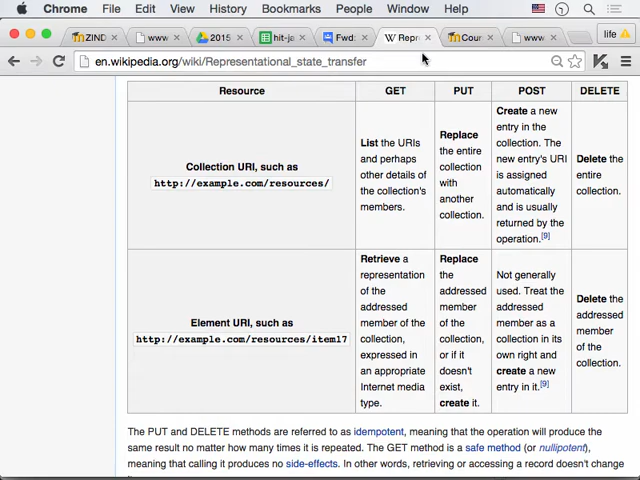 Chrome File Edit View History Bookmarks People Window Help
ZIND www 2015 hit-ja Fwd: Repr Cour www life
en.wikipedia.org/wiki/Representational_state_transfer
Resource GET PUT POST DELETE
Collection URI, such as
http://example.com/resources/
List the URIs
and perhaps
other details of
the collection's
members.
Replace
the entire
collection
with
another
collection.
Create a new
entry in the
collection. The
new entry's URI
is assigned
automatically
and is usually
returned by the
operation.[9]
Delete the
entire
collection.
Element URI, such as
http://example.com/resources/item17
Retrieve a
representation
of the
addressed
member of the
collection,
expressed in
an appropriate
Internet media
type.
Replace
the
addressed
member
of the
collection,
or if it
doesn't
exist,
create it.
Not generally
used. Treat the
addressed
member as a
collection in its
own right and
create a new
entry in it.[9]
Delete the
addressed
member
of the
collection.
The PUT and DELETE methods are referred to as idempotent, meaning that the operation will produce the
same result no matter how many times it is repeated. The GET method is a safe method (or nullipotent),
meaning that calling it produces no side-effects. In other words, retrieving or accessing a record doesn't change